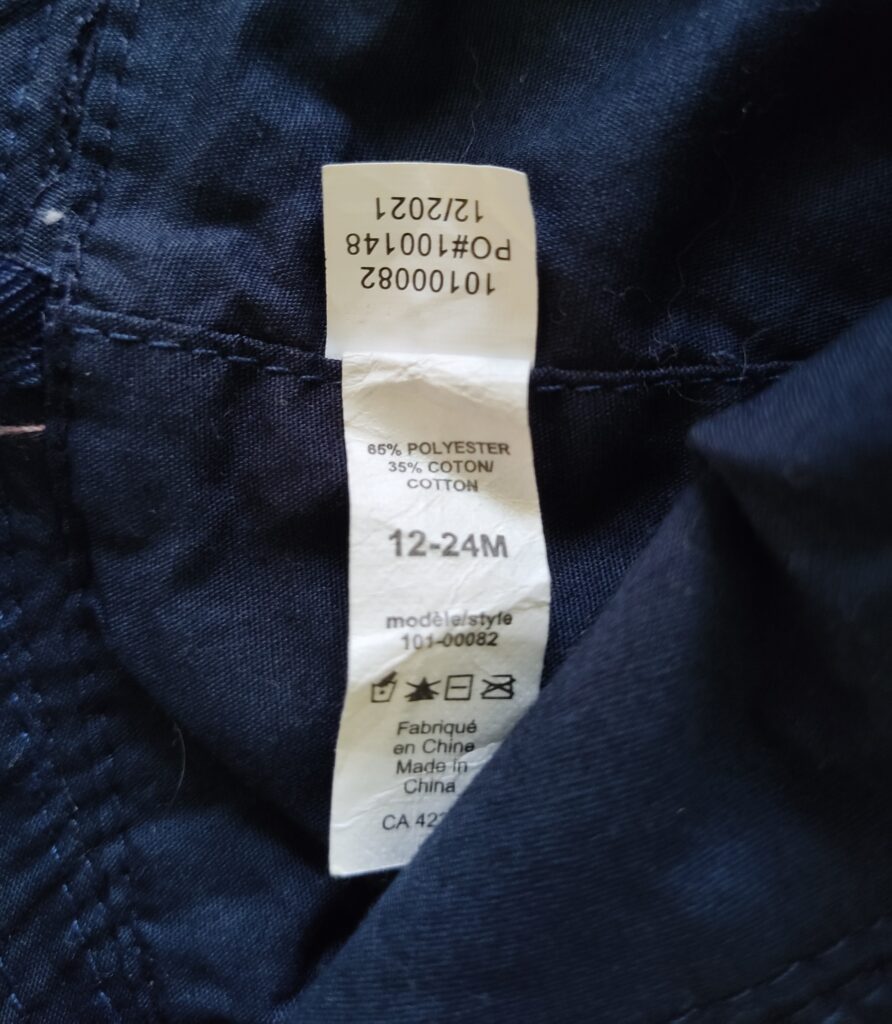 10100082
PO#100148
12/2021
65% POLYESTER
35% COTON/
COTTON
12-24M
modèle/style
101-00082
Fabriqué
en Chine
Made in
China
CA